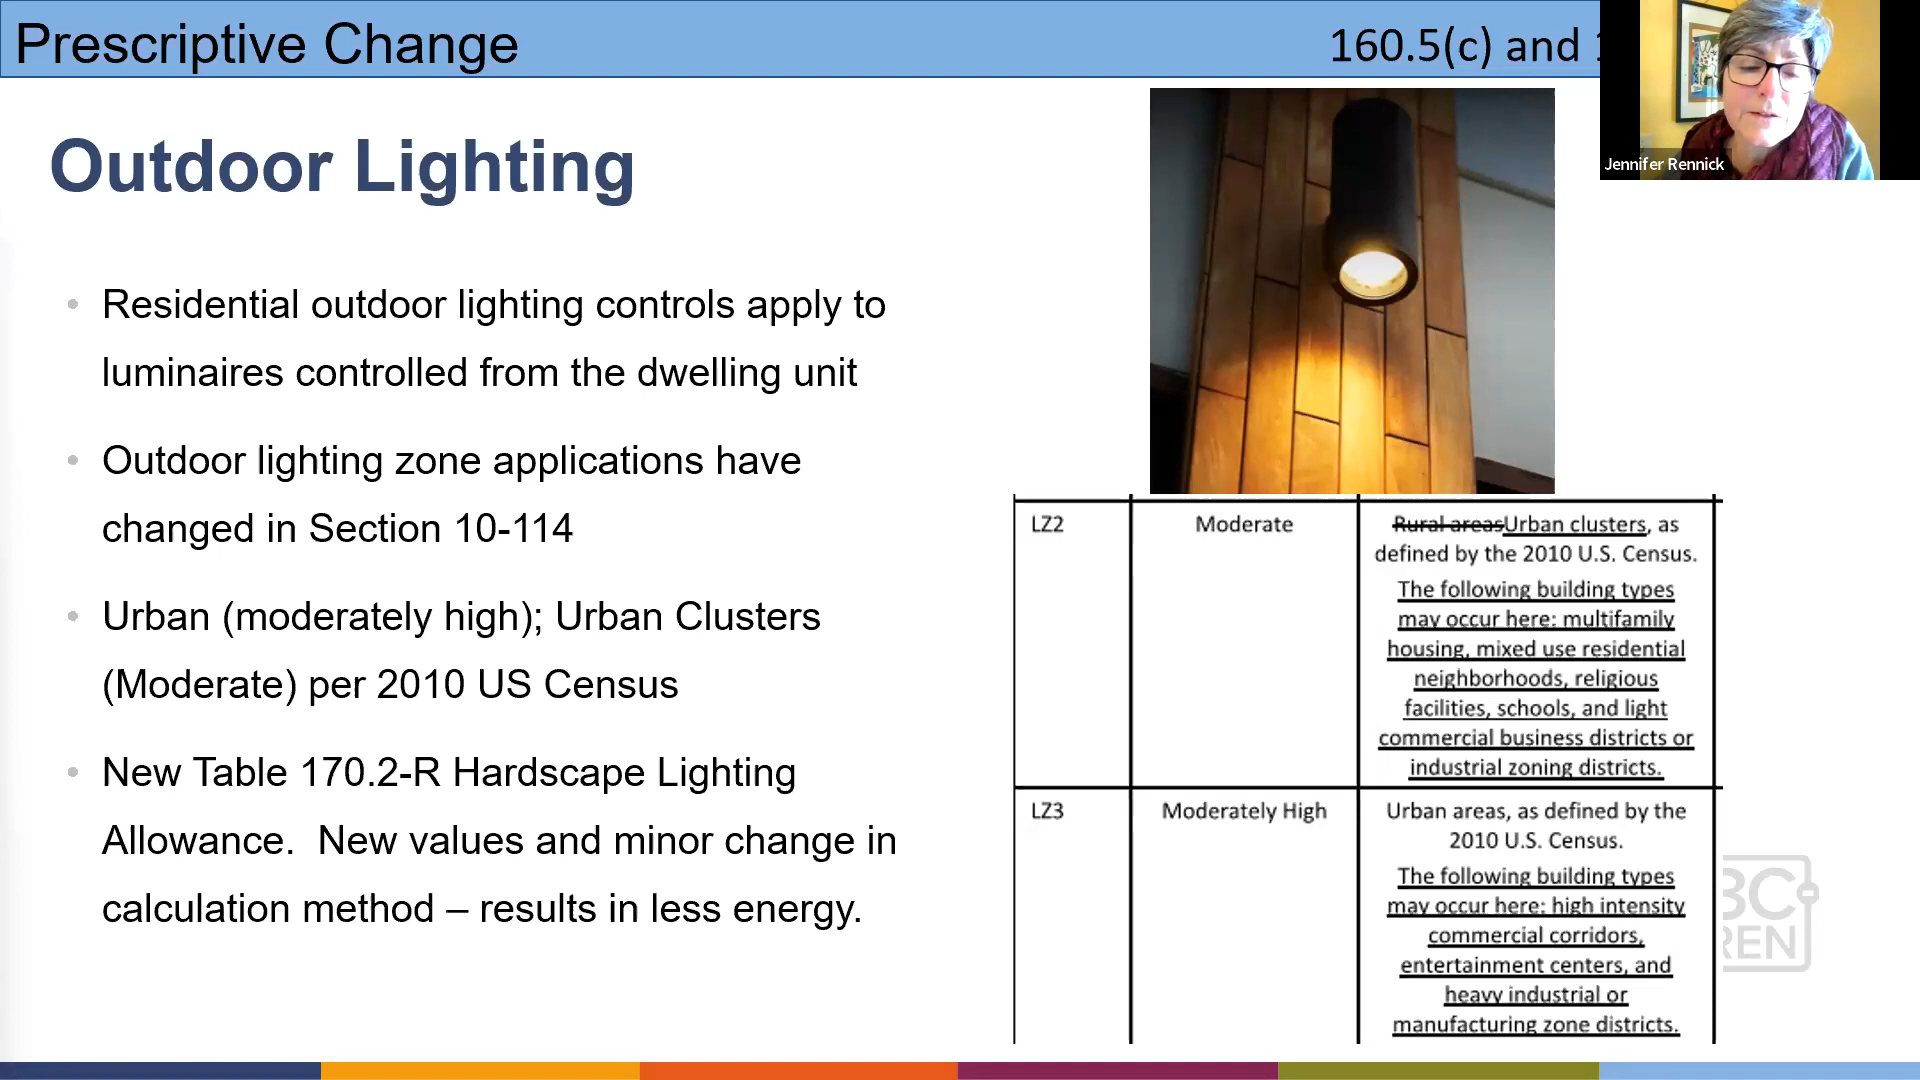 Prescriptive Change
160.5(c) and
Jennifer Rennick
Outdoor Lighting
• Residential outdoor lighting controls apply to
luminaires controlled from the dwelling unit
• Outdoor lighting zone applications have
changed in Section 10-114
• Urban (moderately high); Urban Clusters
(Moderate) per 2010 US Census
• New Table 170.2-R Hardscape Lighting
Allowance.  New values and minor change in
calculation method – results in less energy.
LZ2
Moderate
Rural areasUrban clusters, as
defined by the 2010 U.S. Census.
The following building types
may occur here: multifamily
housing, mixed use residential
neighborhoods, religious
facilities, schools, and light
commercial business districts or
industrial zoning districts.
LZ3
Moderately High
Urban areas, as defined by the
2010 U.S. Census.
The following building types
may occur here: high intensity
commercial corridors,
entertainment centers, and
heavy industrial or
manufacturing zone districts.